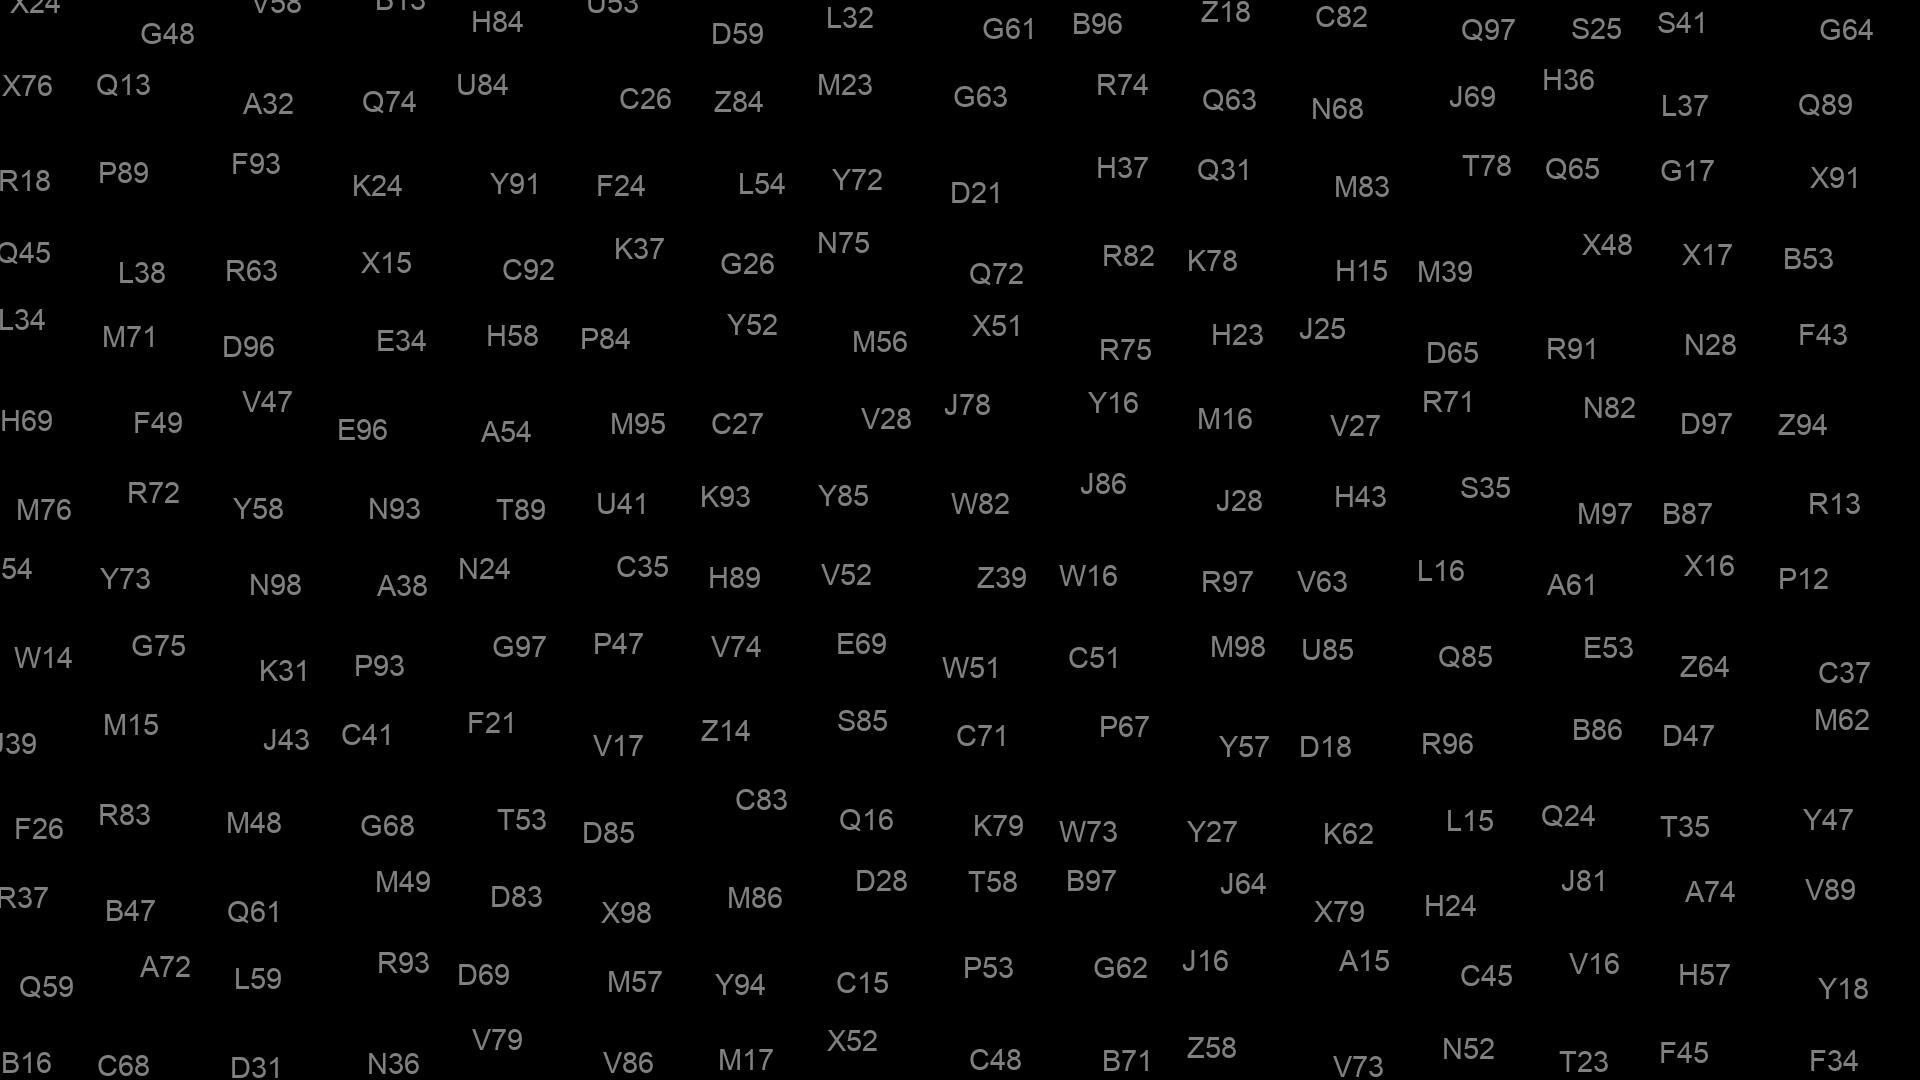 X24 G48 V58 B13 H84 U53 D59 L32 G61 B96 Z18 C82 Q97 S25 S41 G64
X76 Q13 A32 Q74 U84 C26 Z84 M23 G63 R74 Q63 N68 J69 H36 L37 Q89
R18 P89 F93 K24 Y91 F24 L54 Y72 D21 H37 Q31 M83 T78 Q65 G17 X91
Q45 L38 R63 X15 C92 K37 G26 N75 Q72 R82 K78 H15 M39 X48 X17 B53
L34 M71 D96 E34 H58 P84 Y52 M56 X51 R75 H23 J25 D65 R91 N28 F43
H69 F49 V47 E96 A54 M95 C27 V28 J78 Y16 M16 V27 R71 N82 D97 Z94
M76 R72 Y58 N93 T89 U41 K93 Y85 W82 J86 J28 H43 S35 M97 B87 R13
54 Y73 N98 A38 N24 C35 H89 V52 Z39 W16 R97 V63 L16 A61 X16 P12
W14 G75 K31 P93 G97 P47 V74 E69 W51 C51 M98 U85 Q85 E53 Z64 C37
J39 M15 J43 C41 F21 V17 Z14 S85 C71 P67 Y57 D18 R96 B86 D47 M62
F26 R83 M48 G68 T53 D85 C83 Q16 K79 W73 Y27 K62 L15 Q24 T35 Y47
R37 B47 Q61 M49 D83 X98 M86 D28 T58 B97 J64 X79 H24 J81 A74 V89
Q59 A72 L59 R93 D69 M57 Y94 C15 P53 G62 J16 A15 C45 V16 H57 Y18
B16 C68 D31 N36 V79 V86 M17 X52 C48 B71 Z58 V73 N52 T23 F45 F34